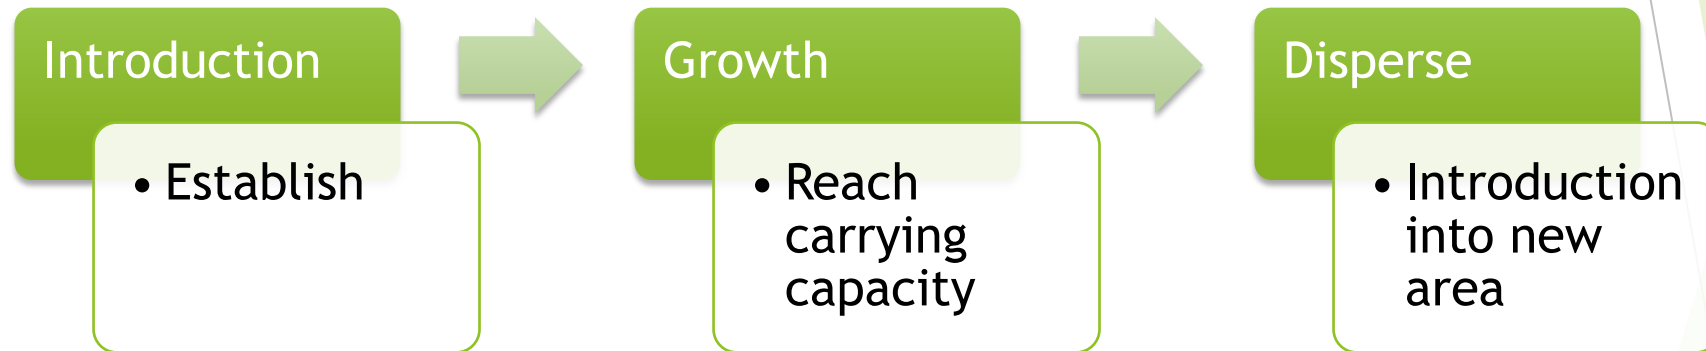 Introduction
• Establish
Growth
• Reach
carrying
capacity
Disperse
• Introduction
into new
area